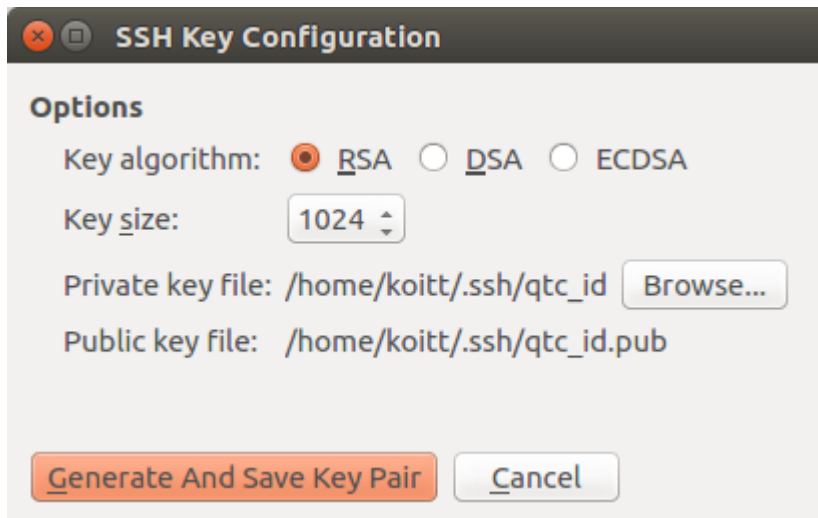 SSH Key Configuration
Options
Key algorithm: RSA DSA ECDSA
Key size: 1024
Private key file: /home/koitt/.ssh/qtc_id Browse...
Public key file: /home/koitt/.ssh/qtc_id.pub
Generate And Save Key Pair Cancel